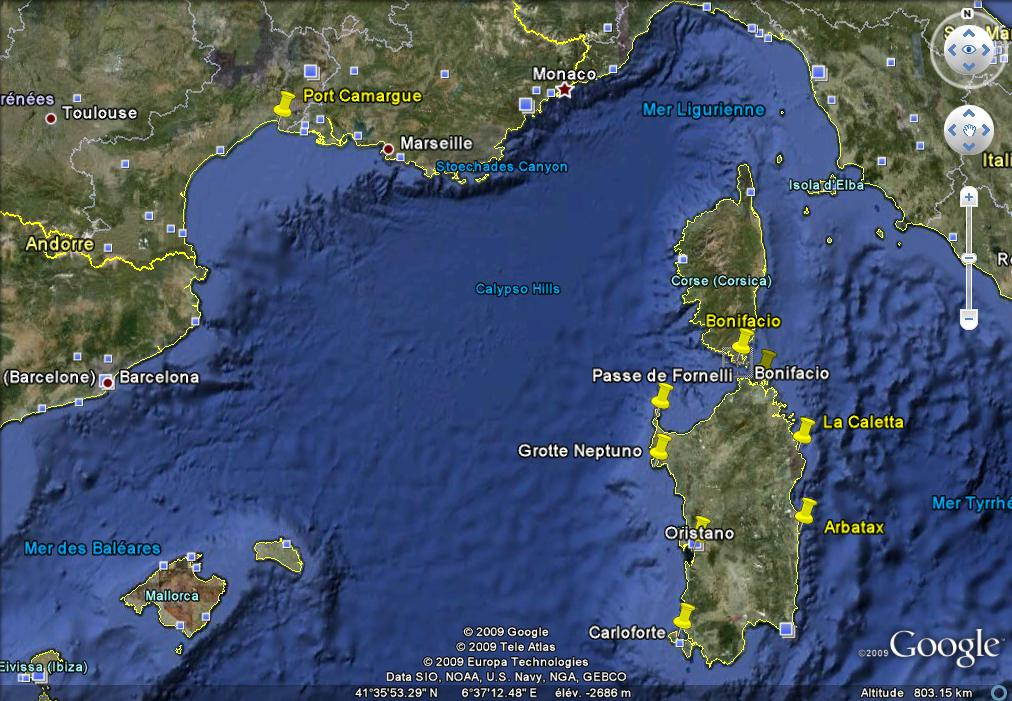 N
Monaco
rénées
Port Camargue
Toulouse
Mer Ligurienne
Marseille
Stoechades Canyon
Itali
Isola d'Elba
Andorre
R
Corse (Corsica)
Calypso Hills
Bonifacio
(Barcelone)
Barcelona
Passe de Fornelli
Bonifacio
La Caletta
Grotte Neptuno
Mer Tyrrhé
Arbatax
Oristano
Mer des Baléares
Mallorca
Carloforte
© 2009 Google
© 2009 Tele Atlas
© 2009 Europa Technologies
Data SIO, NOAA, U.S. Navy, NGA, GEBCO
©2009 Google
Eivissa (Ibiza)
41°35'53.29" N 6°37'12.48" E élév. -2686 m
Altitude 803.15 km